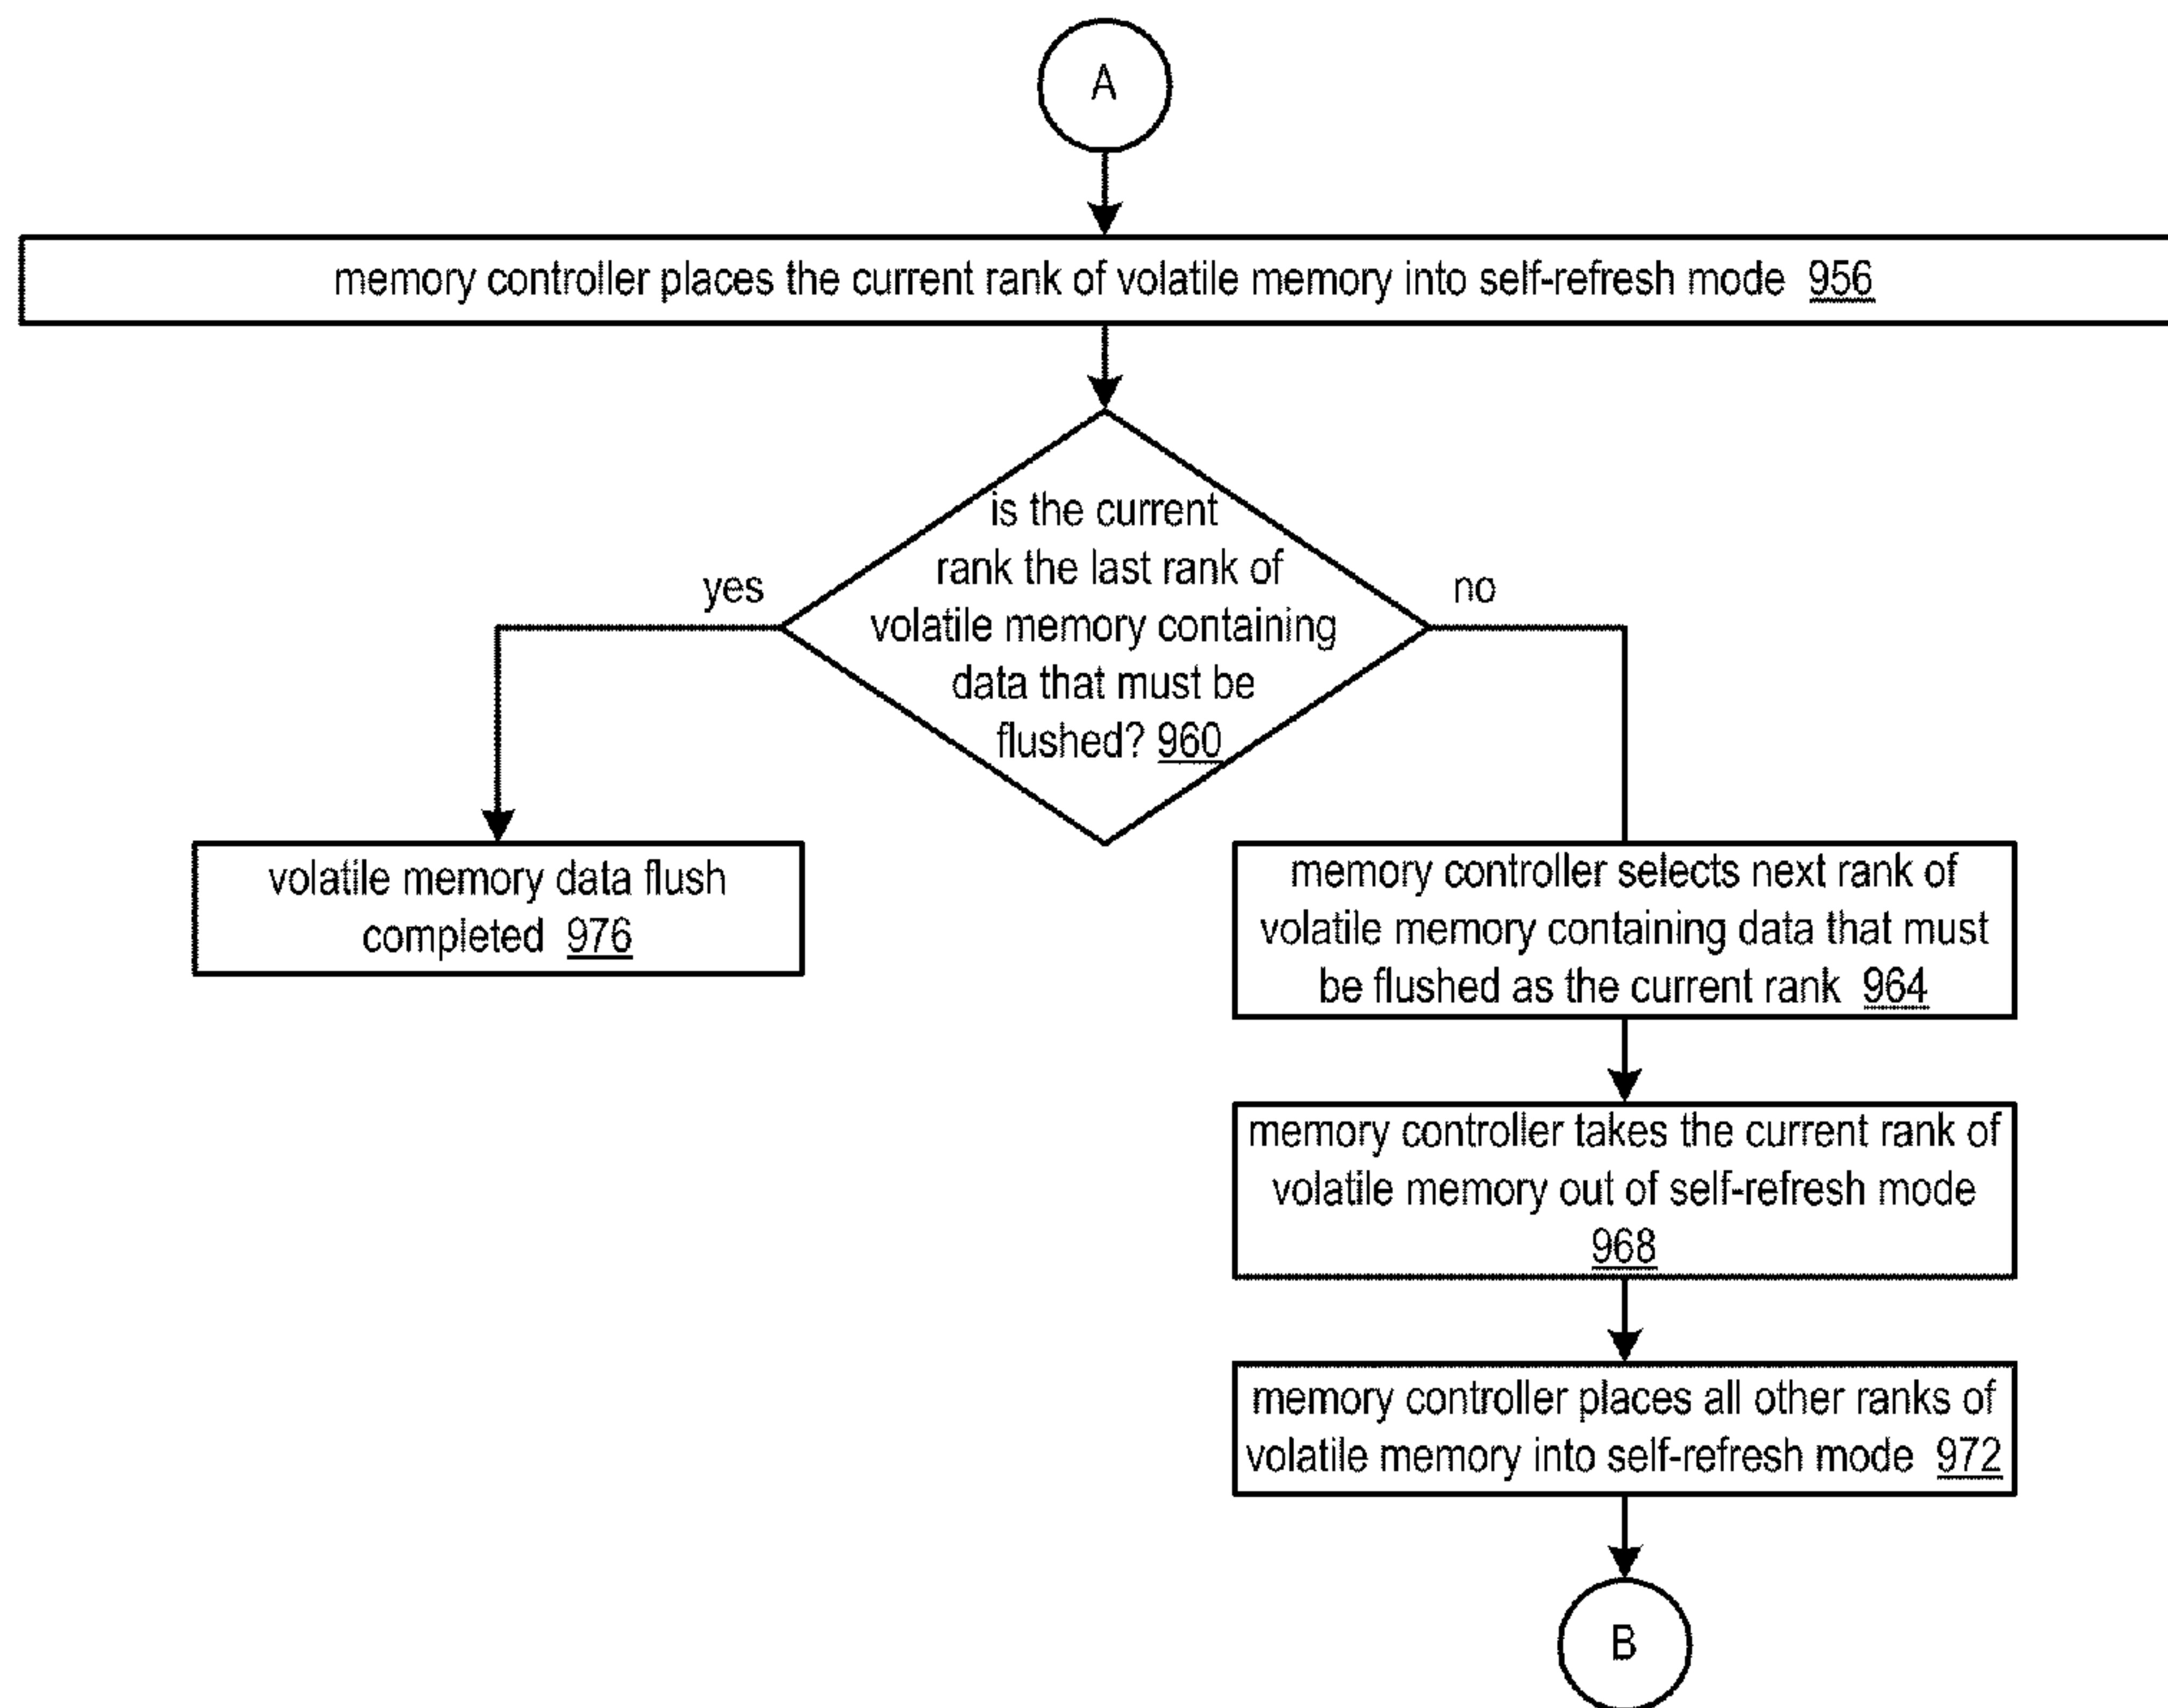 A
memory controller places the current rank of volatile memory into self-refresh mode 956
is the current
rank the last rank of
volatile memory containing
data that must be
flushed? 960
yes
no
volatile memory data flush
completed 976
memory controller selects next rank of
volatile memory containing data that must
be flushed as the current rank 964
memory controller takes the current rank of
volatile memory out of self-refresh mode
968
memory controller places all other ranks of
volatile memory into self-refresh mode 972
B